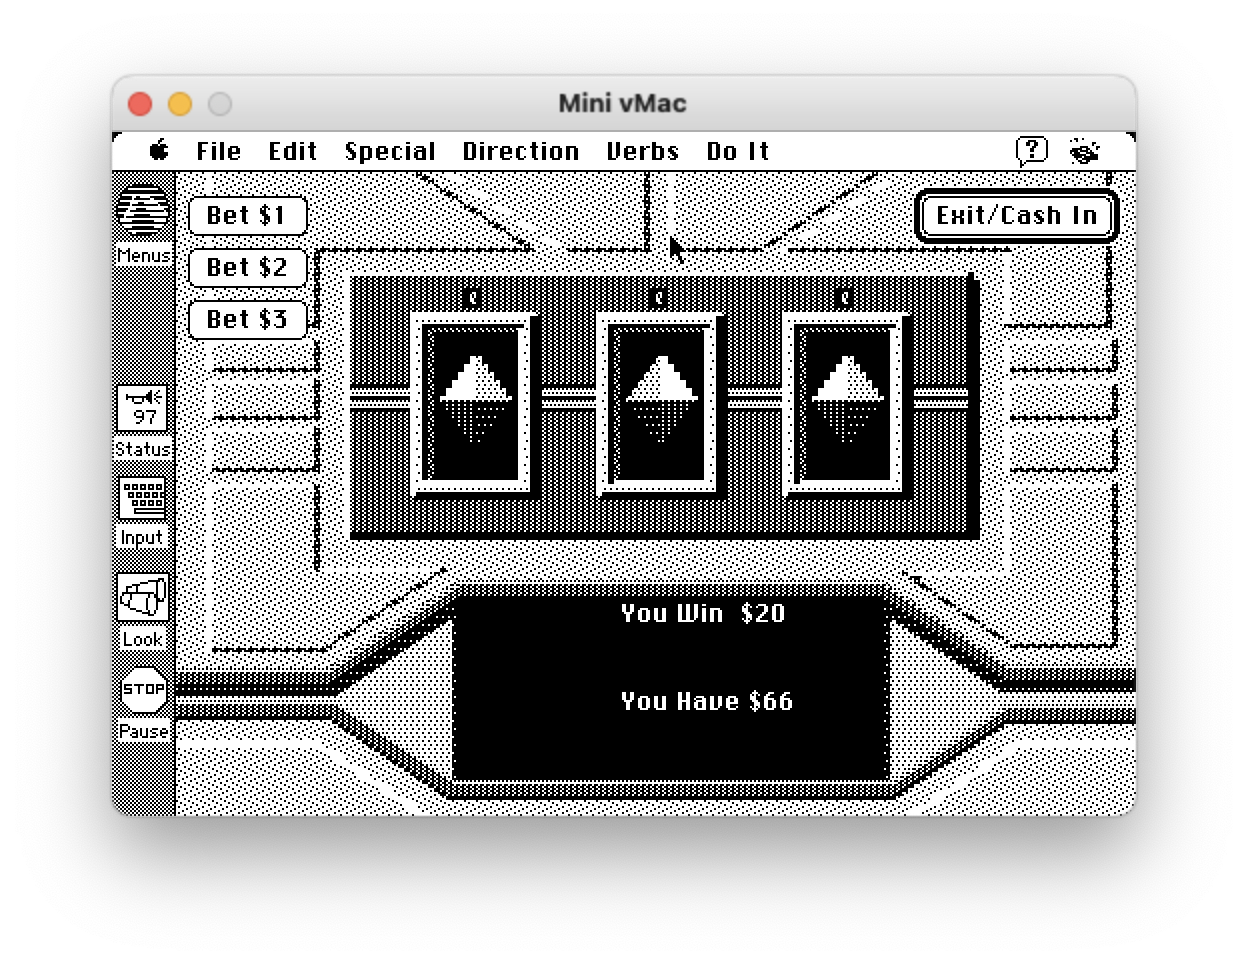 Mini vMac
File Edit Special Direction Verbs Do It
?
Menus
Bet $1
Bet $2
Bet $3
Exit/Cash In
97
Status
Input
Look
STOP
Pause
You Win $20
You Have $66